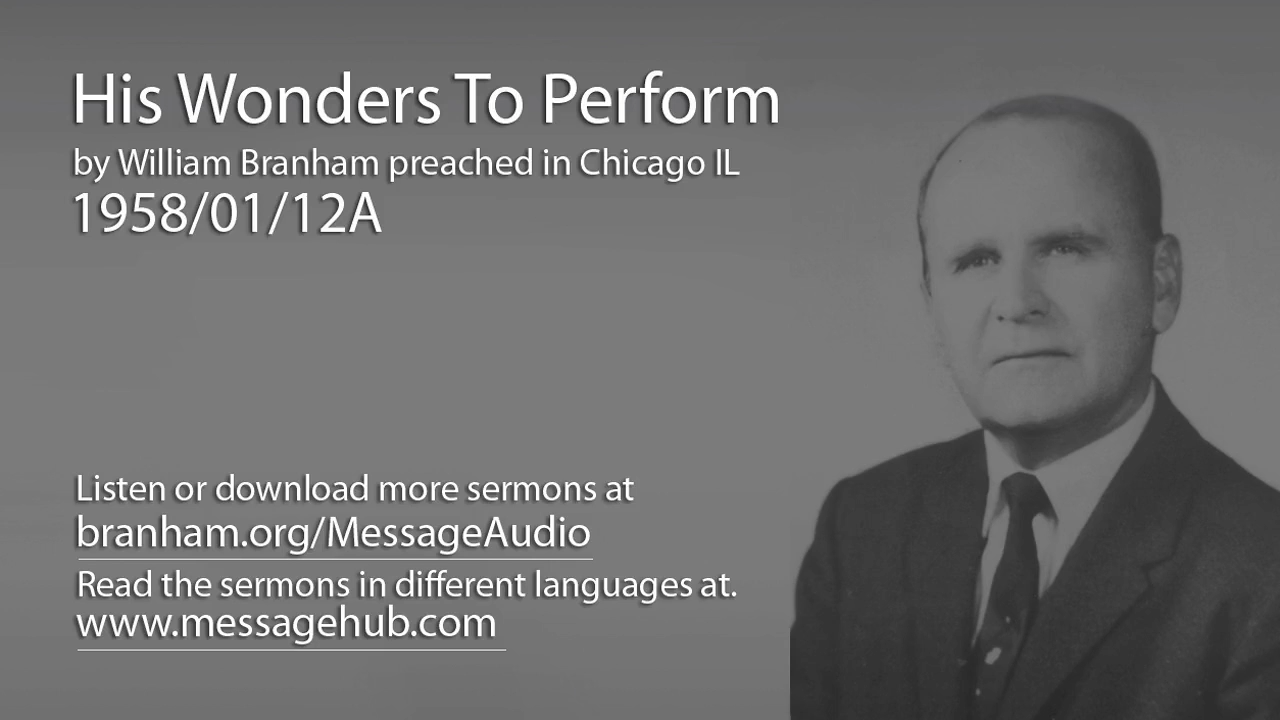 His Wonders To Perform
by William Branham preached in Chicago IL
1958/01/12A
Listen or download more sermons at
branham.org/MessageAudio
Read the sermons in different languages at.
www.messagehub.com